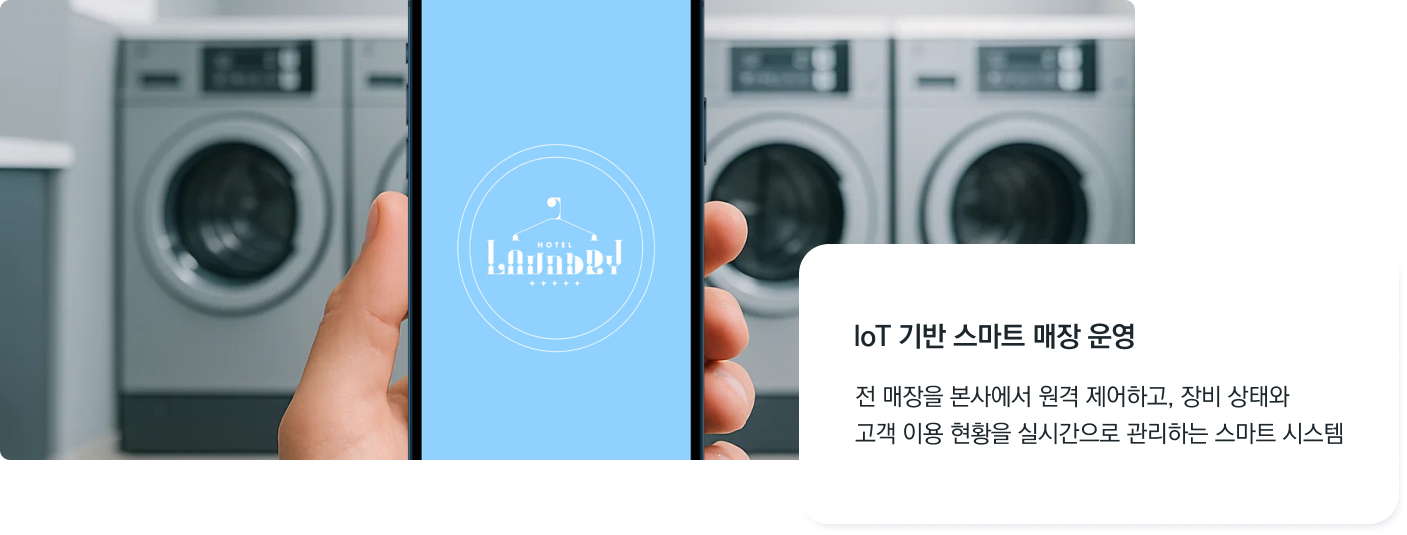 HOTEL
LAUNDRY
IoT 기반 스마트 매장 운영
전 매장을 본사에서 원격 제어하고, 장비 상태와
고객 이용 현황을 실시간으로 관리하는 스마트 시스템